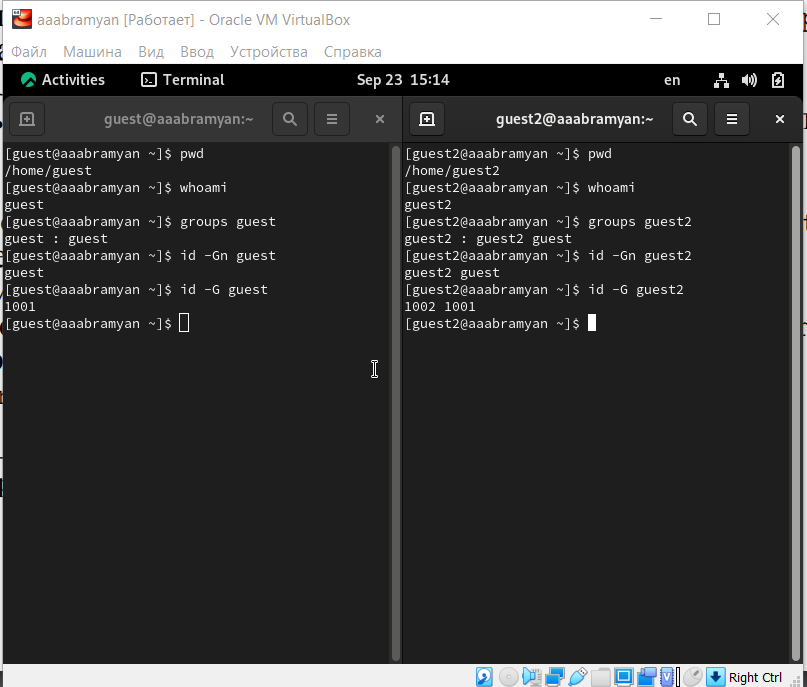 aaabramyan [Работает] - Oracle VM VirtualBox
Файл Машина Вид Ввод Устройства Справка
Activities Terminal Sep 23 15:14 en
guest@aaabramyan:~
[guest@aaabramyan ~]$ pwd
/home/guest
[guest@aaabramyan ~]$ whoami
guest
[guest@aaabramyan ~]$ groups guest
guest : guest
[guest@aaabramyan ~]$ id -Gn guest
guest
[guest@aaabramyan ~]$ id -G guest
1001
[guest@aaabramyan ~]$
guest2@aaabramyan:~
[guest2@aaabramyan ~]$ pwd
/home/guest2
[guest2@aaabramyan ~]$ whoami
guest2
[guest2@aaabramyan ~]$ groups guest2
guest2 : guest2 guest
[guest2@aaabramyan ~]$ id -Gn guest2
guest2 guest
[guest2@aaabramyan ~]$ id -G guest2
1002 1001
[guest2@aaabramyan ~]$
Right Ctrl